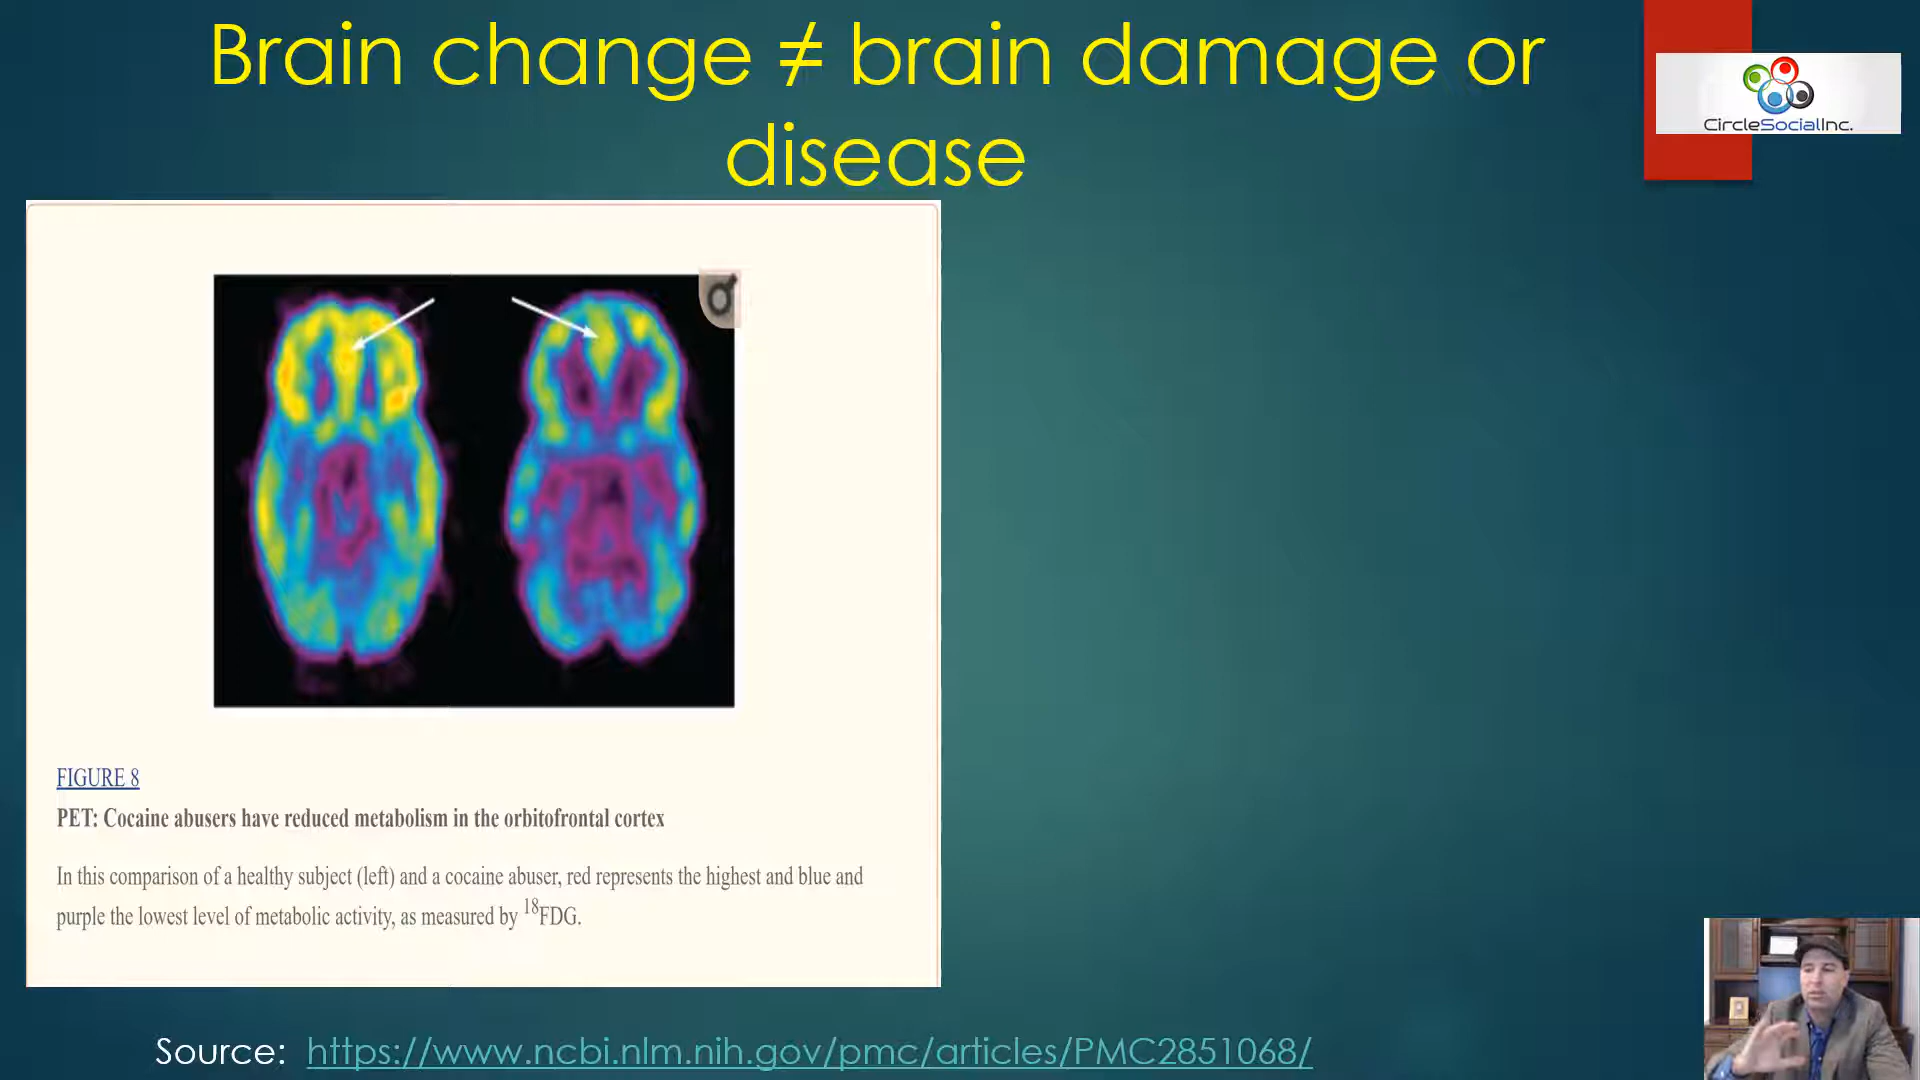 Brain change ≠ brain damage or
disease
CircleSocialInc.
FIGURE 8
PET: Cocaine abusers have reduced metabolism in the orbitofrontal cortex
In this comparison of a healthy subject (left) and a cocaine abuser, red represents the highest and blue and
purple the lowest level of metabolic activity, as measured by ¹⁸FDG.
Source: https://www.ncbi.nlm.nih.gov/pmc/articles/PMC2851068/